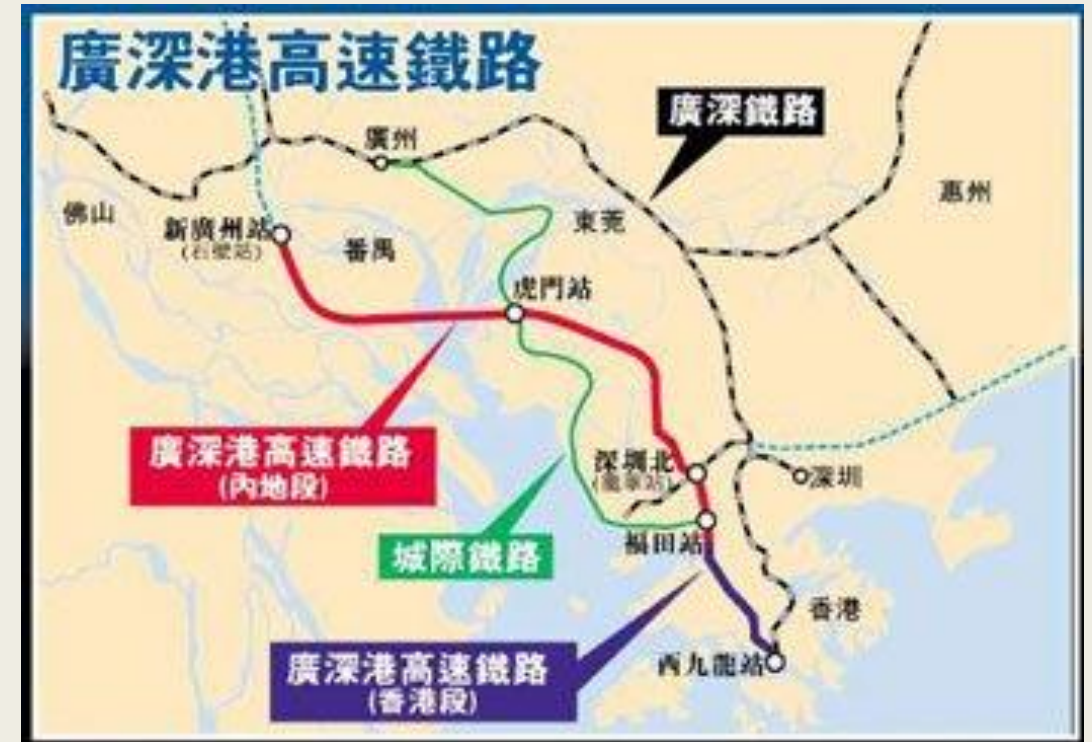 廣深港高速鐵路
廣深鐵路
廣州
惠州
佛山
東莞
新廣州站
(石壁站)
番禺
虎門站
廣深港高速鐵路
(內地段)
深圳北
(龍華站)
深圳
福田站
城際鐵路
香港
廣深港高速鐵路
(香港段)
西九龍站